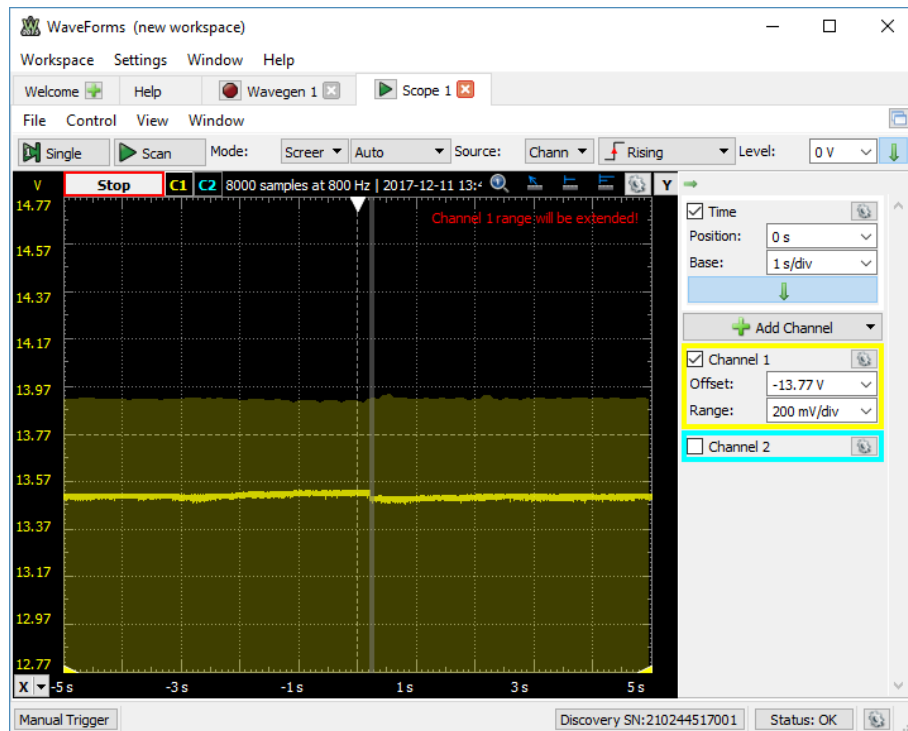 WaveForms (new workspace)
Workspace Settings Window Help
Welcome Help Wavegen 1 Scope 1
File Control View Window
Single Scan Mode: Screer Auto Source: Chann Rising Level: 0 V
V Stop C1 C2 8000 samples at 800 Hz | 2017-12-11 13:4 Y
Channel 1 range will be extended!
14.77
14.57
14.37
14.17
13.97
13.77
13.57
13.37
13.17
12.97
12.77
X -5 s -3 s -1 s 1 s 3 s 5 s
Time
Position: 0 s
Base: 1 s/div
Add Channel
Channel 1
Offset: -13.77 V
Range: 200 mV/div
Channel 2
Manual Trigger Discovery SN:210244517001 Status: OK